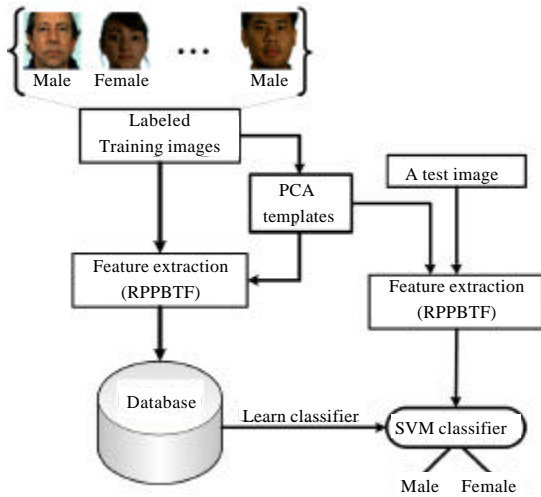 Male Female Male
Labeled
Training images
PCA
templates
A test image
Feature extraction
(RPPBTF)
Feature extraction
(RPPBTF)
Database
Learn classifier
SVM classifier
Male Female